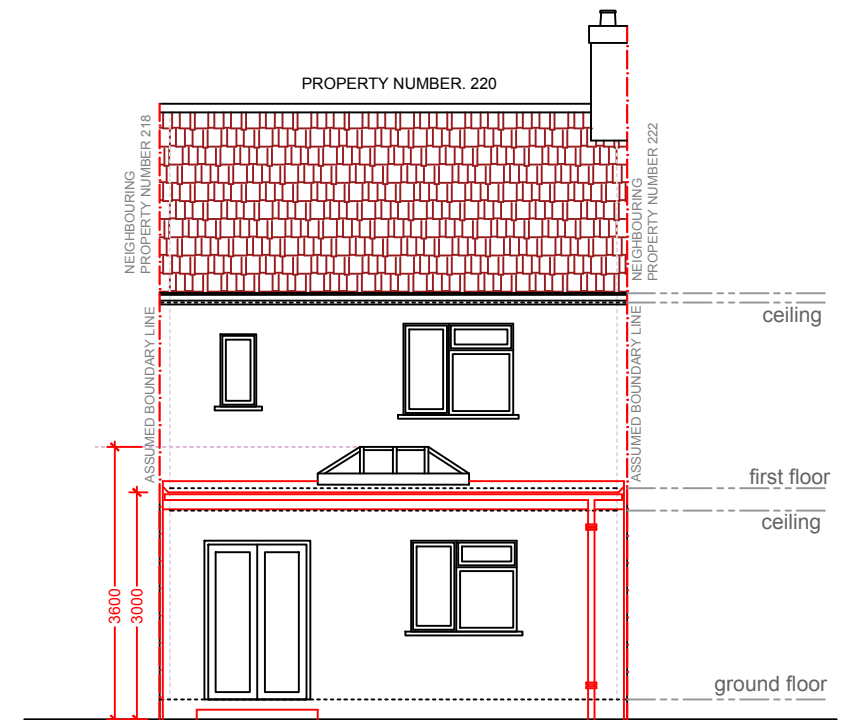 PROPERTY NUMBER. 220
NEIGHBOURING
PROPERTY NUMBER 218
NEIGHBOURING
PROPERTY NUMBER 222
ceiling
ASSUMED BOUNDARY LINE
ASSUMED BOUNDARY LINE
first floor
ceiling
3600
3000
ground floor